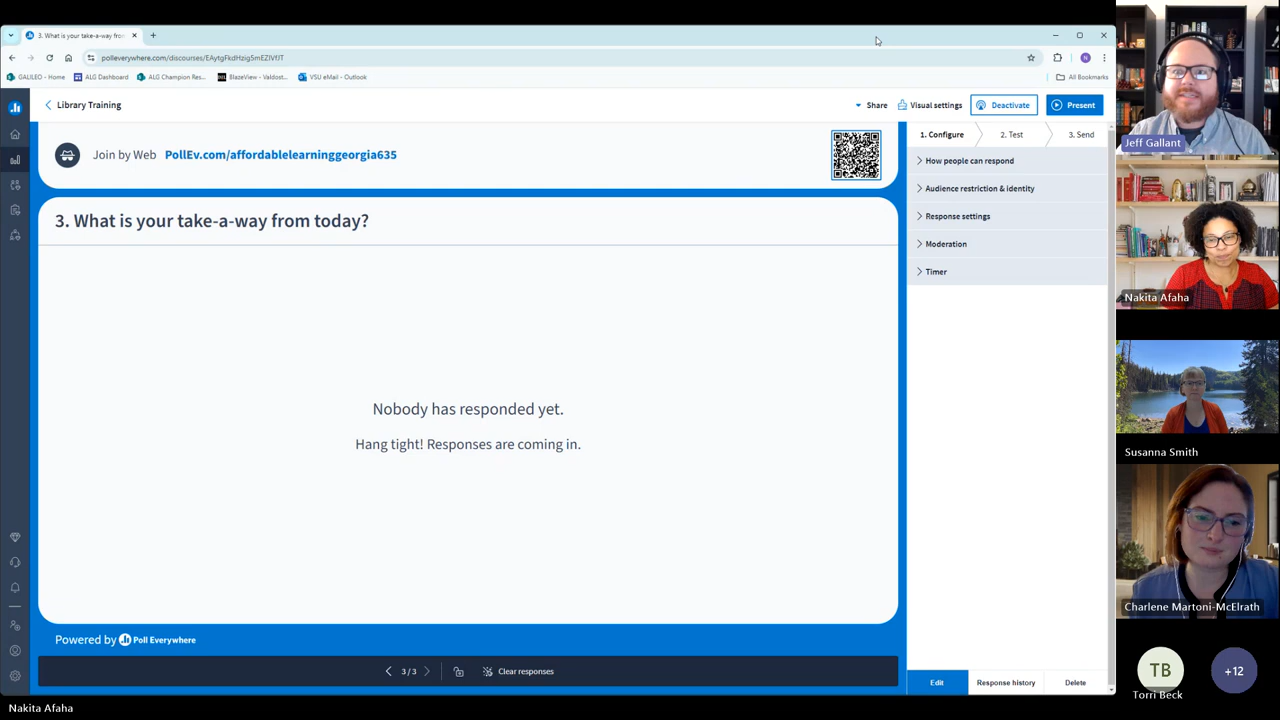 3. What is your take-a-way from
polleverywhere.com/discourses/EAytgFkdHzig5mEZIVfJT
GALILEO - Home
ALG Dashboard
ALG Champion Res...
BlazeView - Valdost...
VSU eMail - Outlook
All Bookmarks
Library Training
Share
Visual settings
Deactivate
Present
Join by Web PollEv.com/affordablelearninggeorgia635
3. What is your take-a-way from today?
Nobody has responded yet.
Hang tight! Responses are coming in.
Powered by Poll Everywhere
3/3
Clear responses
1. Configure
2. Test
3. Send
How people can respond
Audience restriction & identity
Response settings
Moderation
Timer
Edit
Response history
Delete
Jeff Gallant
Nakita Afaha
Susanna Smith
Charlene Martoni-McElrath
TB
Torri Beck
+12
Nakita Afaha